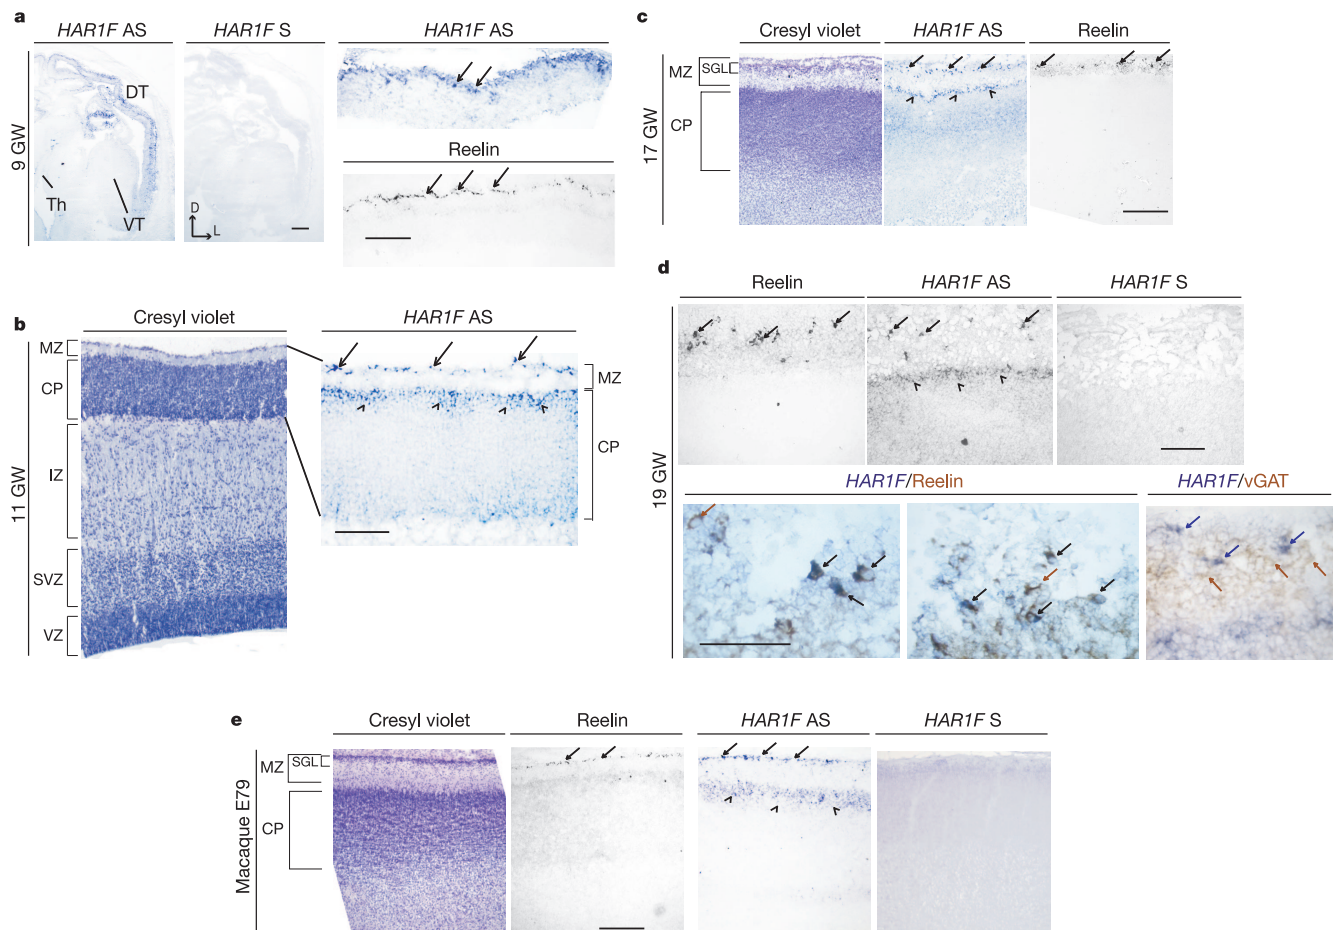 a
HAR1F AS
HAR1F S
HAR1F AS
9 GW
DT
Th
VT
D
L
Reelin
b
Cresyl violet
HAR1F AS
11 GW
MZ
CP
IZ
SVZ
VZ
MZ
CP
c
Cresyl violet
HAR1F AS
Reelin
17 GW
MZ
SGL
CP
d
Reelin
HAR1F AS
HAR1F S
19 GW
HAR1F/Reelin
HAR1F/vGAT
e
Cresyl violet
Reelin
HAR1F AS
HAR1F S
Macaque E79
MZ
SGL
CP